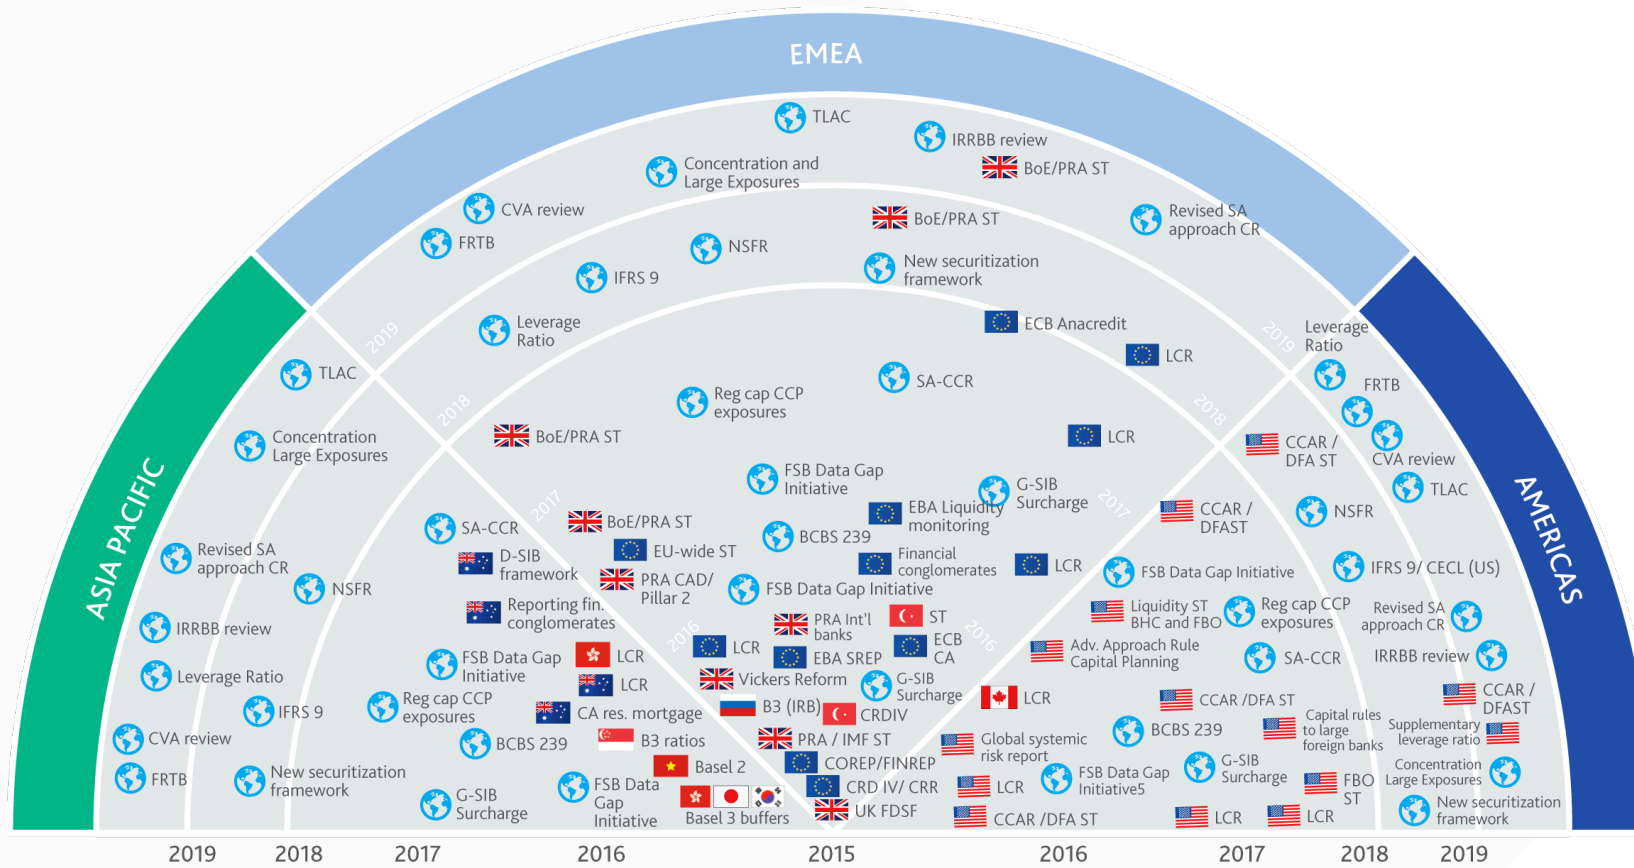 EMEA
ASIA PACIFIC
AMERICAS
TLAC
IRRBB review
BoE/PRA ST
Concentration and
Large Exposures
CVA review
FRTB
BoE/PRA ST
Revised SA
approach CR
NSFR
IFRS 9
New securitization
framework
Leverage
Ratio
ECB Anacredit
LCR
SA-CCR
Reg cap CCP
exposures
BoE/PRA ST
LCR
FSB Data Gap
Initiative
G-SIB
Surcharge
EBA Liquidity
monitoring
BoE/PRA ST
BCBS 239
EU-wide ST
Financial
conglomerates
LCR
PRA CAD/
Pillar 2
FSB Data Gap Initiative
PRA Int'l
banks
ST
LCR
EBA SREP
ECB
CA
Vickers Reform
G-SIB
Surcharge
B3 (IRB)
CRDIV
PRA / IMF ST
COREP/FINREP
CRD IV/ CRR
UK FDSF
2019
2018
2017
2016
2019
2018
2017
2016
TLAC
Concentration
Large Exposures
Revised SA
approach CR
NSFR
IRRBB review
Leverage Ratio
IFRS 9
CVA review
FRTB
New securitization
framework
SA-CCR
D-SIB
framework
Reporting fin.
conglomerates
FSB Data Gap
Initiative
LCR
LCR
Reg cap CCP
exposures
CA res. mortgage
BCBS 239
B3 ratios
Basel 2
G-SIB
Surcharge
FSB Data
Gap
Initiative
Basel 3 buffers
Leverage
Ratio
FRTB
CCAR /
DFA ST
CVA review
TLAC
CCAR /
DFAST
NSFR
FSB Data Gap Initiative
IFRS 9/ CECL (US)
Liquidity ST
BHC and FBO
Reg cap CCP
exposures
Revised SA
approach CR
Adv. Approach Rule
Capital Planning
SA-CCR
IRRBB review
LCR
CCAR /DFA ST
CCAR /
DFAST
Global systemic
risk report
BCBS 239
Capital rules
to large
foreign banks
Supplementary
leverage ratio
LCR
FSB Data Gap
Initiative5
G-SIB
Surcharge
FBO
ST
Concentration
Large Exposures
CCAR /DFA ST
LCR
LCR
New securitization
framework
2019
2018
2017
2016
2015
2016
2017
2018
2019